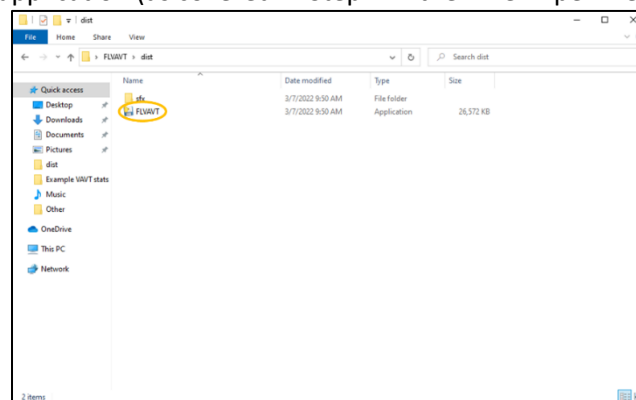 dist
File Home Share View
FLVAVT › dist
Search dist
Name Date modified Type Size
Quick access
Desktop
Downloads
Documents
Pictures
dist
Example VAVT stats
Music
Other
OneDrive
This PC
Network
sfx 3/7/2022 9:50 AM File folder
FLVAVT 3/7/2022 9:50 AM Application 26,572 KB
2 items